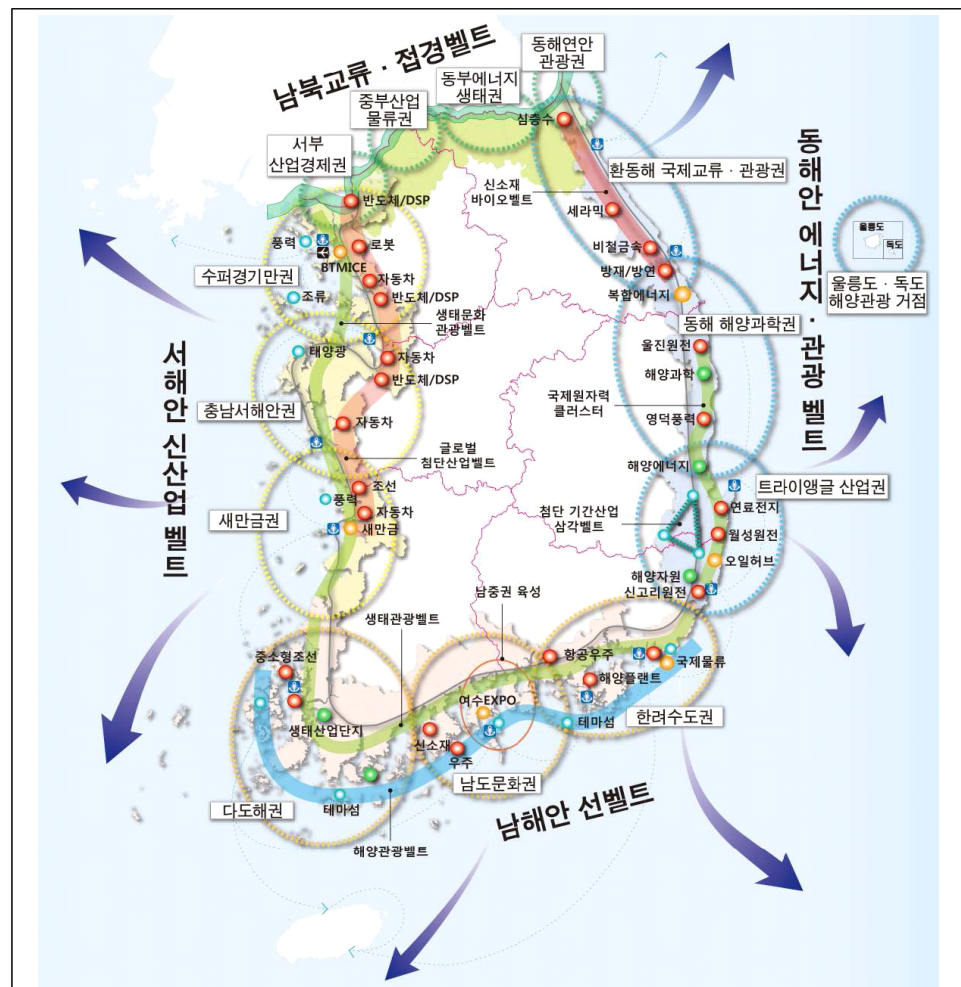 남북교류 · 접경벨트
동해연안
관광권
동부에너지
생태권
중부산업
물류권
서부
산업경제권
심층수
환동해 국제교류 · 관광권
신소재
바이오벨트
세라믹
비철금속
방재/방연
복합에너지
동해안 에너지 · 관광 벨트
울릉도
독도
울릉도 · 독도
해양관광 거점
반도체/DSP
풍력
로봇
BTMICE
수퍼경기만권
자동차
조류
반도체/DSP
생태문화
관광벨트
동해 해양과학권
태양광
자동차
반도체/DSP
울진원전
해양과학
국제원자력
클러스터
영덕풍력
서해안 신산업 벨트
충남서해안권
자동차
글로벌
첨단산업벨트
해양에너지
트라이앵글 산업권
조선
풍력
자동차
새만금권
새만금
첨단 기간산업
삼각벨트
연료전지
월성원전
오일허브
해양자원
신고리원전
남중권 육성
생태관광벨트
중소형조선
항공우주
국제물류
해양플랜트
여수EXPO
생태산업단지
신소재
우주
테마섬
한려수도권
남도문화권
다도해권
테마섬
해양관광벨트
남해안 선벨트